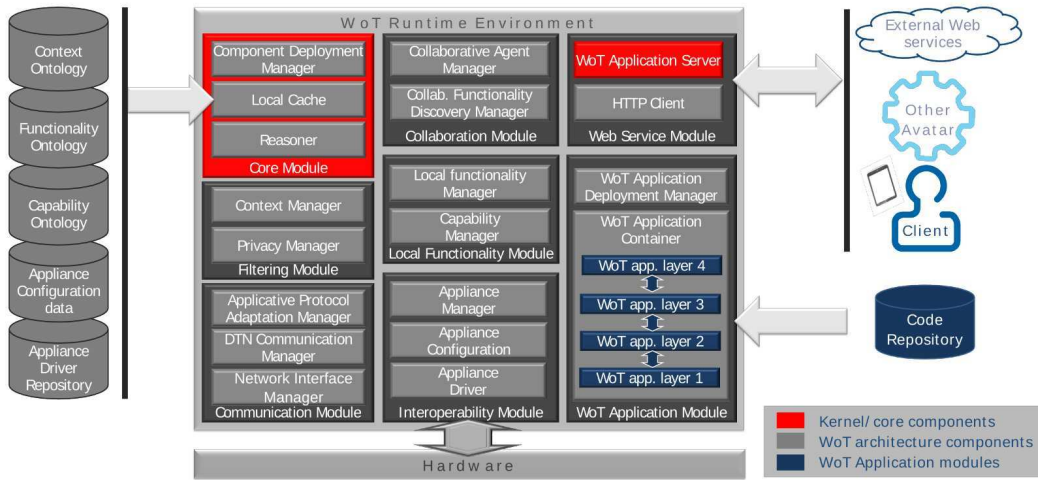 WoT Runtime Environment
Context
Ontology
Functionality
Ontology
Capability
Ontology
Appliance
Configuration
data
Appliance
Driver
Repository
Component Deployment
Manager
Local Cache
Reasoner
Core Module
Context Manager
Privacy Manager
Filtering Module
Applicative Protocol
Adaptation Manager
DTN Communication
Manager
Network Interface
Manager
Communication Module
Collaborative Agent
Manager
Collab. Functionality
Discovery Manager
Collaboration Module
Local functionality
Manager
Capability
Manager
Local Functionality Module
Appliance
Manager
Appliance
Configuration
Appliance
Driver
Interoperability Module
WoT Application Server
HTTP Client
Web Service Module
WoT Application
Deployment Manager
WoT Application
Container
WoT app. layer 4
WoT app. layer 3
WoT app. layer 2
WoT app. layer 1
WoT Application Module
External Web
services
Other
Avatar
Client
Code
Repository
Hardware
Kernel/ core components
WoT architecture components
WoT Application modules